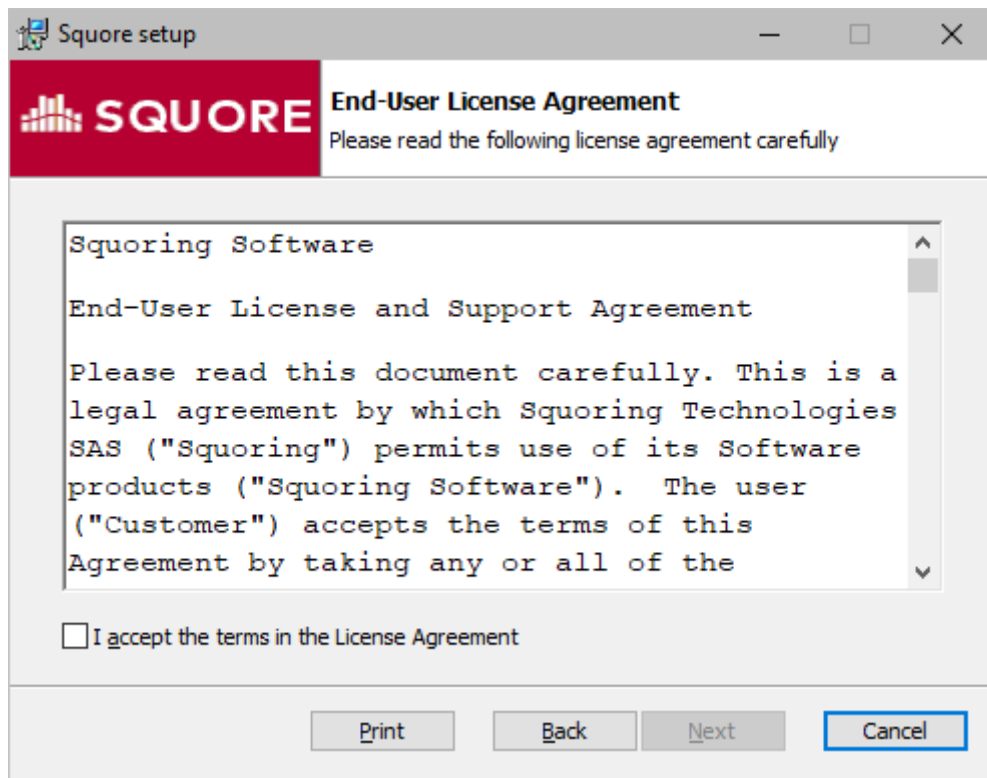 Squore setup
SQUORE
End-User License Agreement
Please read the following license agreement carefully
Squoring Software
End-User License and Support Agreement
Please read this document carefully. This is a
legal agreement by which Squoring Technologies
SAS ("Squoring") permits use of its Software
products ("Squoring Software").  The user
("Customer") accepts the terms of this
Agreement by taking any or all of the
I accept the terms in the License Agreement
Print Back Next Cancel